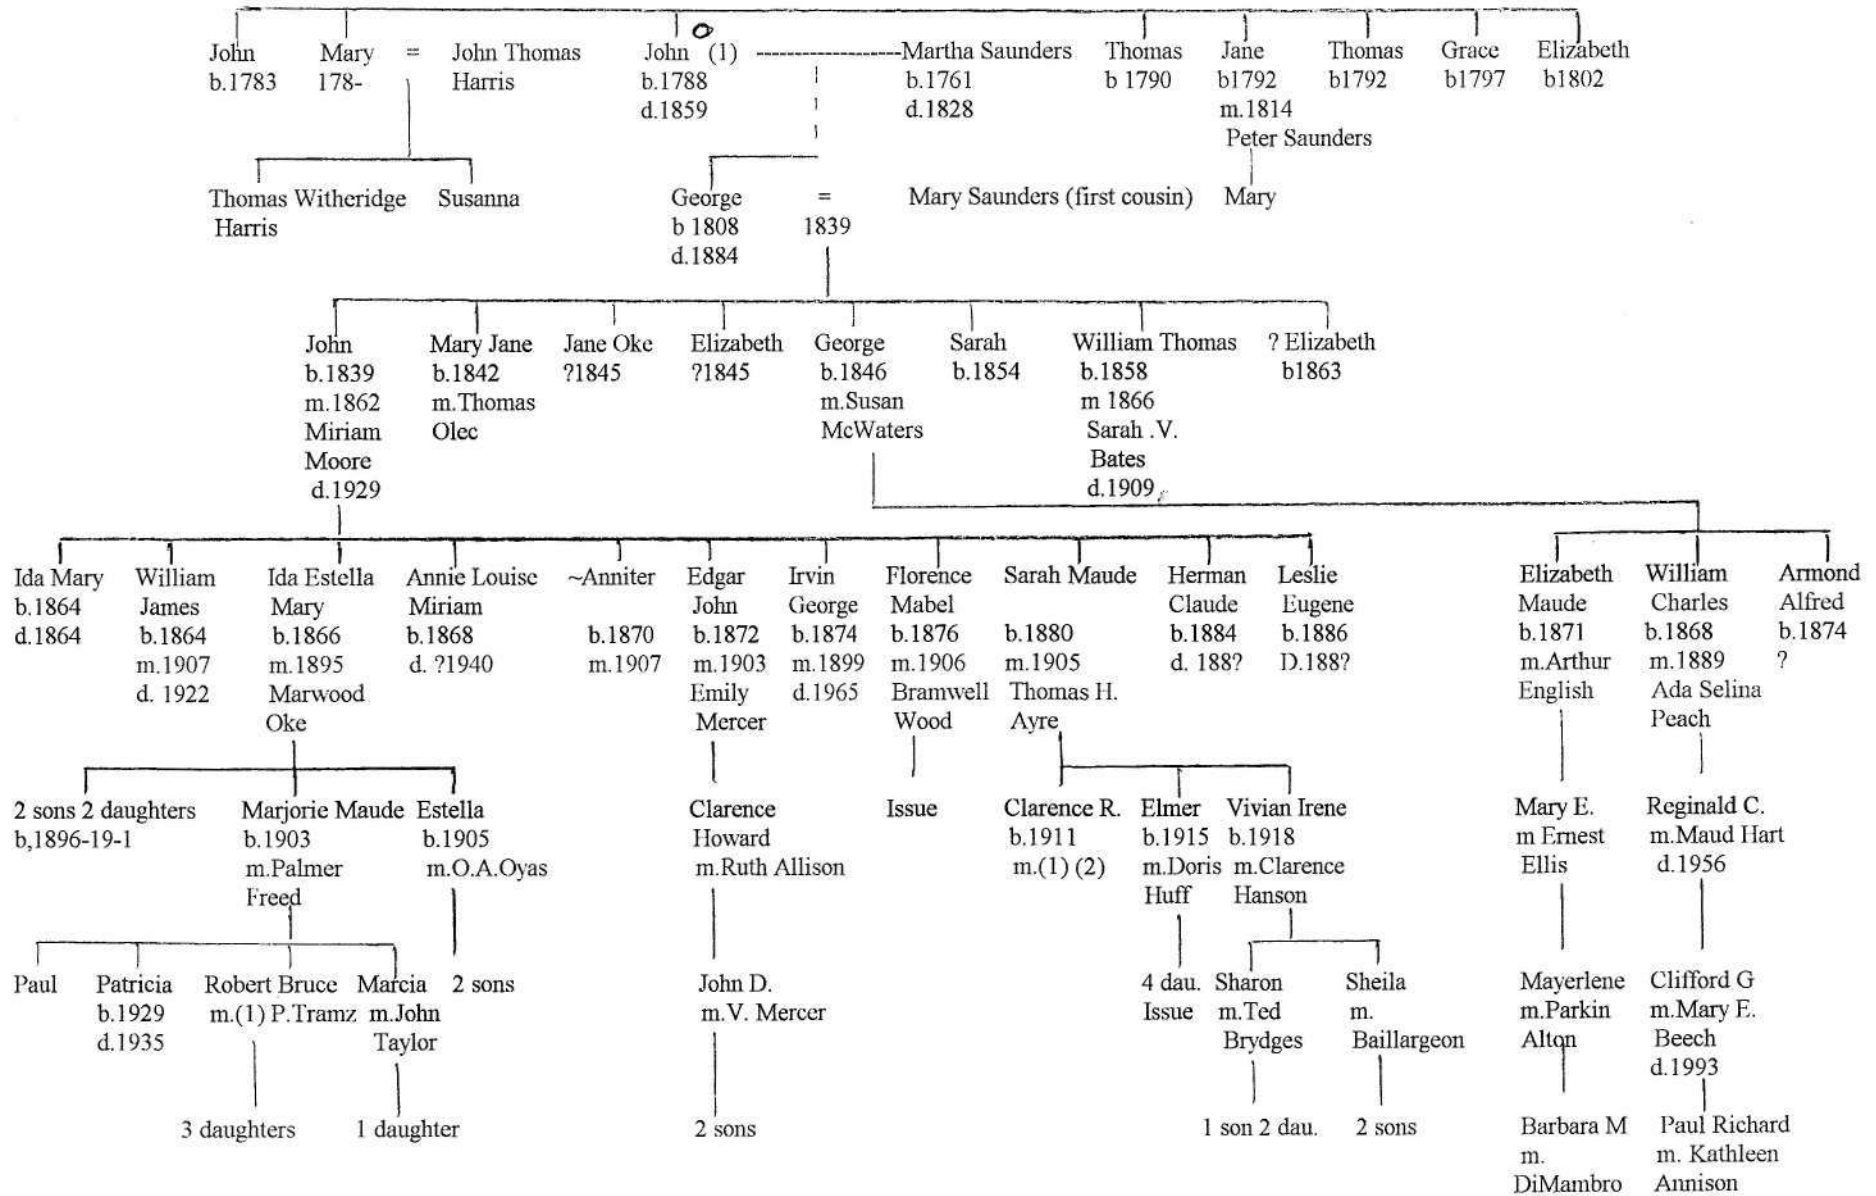 John Mary = John Thomas John (1) Martha Saunders Thomas Jane Thomas Grace Elizabeth
b.1783 178- Harris b.1788 b.1761 b 1790 b1792 b1792 b1797 b1802
d.1859 d.1828 m.1814
Peter Saunders
Thomas Witheridge Susanna George = Mary Saunders (first cousin) Mary
Harris b 1808 1839
d.1884
John Mary Jane Jane Oke Elizabeth George Sarah William Thomas ? Elizabeth
b.1839 b.1842 ?1845 ?1845 b.1846 b.1854 b.1858 b1863
m.1862 m.Thomas m.Susan m 1866
Miriam Olec McWaters Sarah .V.
Moore Bates
d.1929 d.1909
Ida Mary William Ida Estella Annie Louise ~Anniter Edgar Irvin Florence Sarah Maude Herman Leslie Elizabeth William Armond
b.1864 James Mary Miriam John George Mabel Claude Eugene Maude Charles Alfred
d.1864 b.1864 b.1866 b.1868 b.1870 b.1872 b.1874 b.1876 b.1880 b.1884 b.1886 b.1871 b.1868 b.1874
m.1907 m.1895 d. ?1940 m.1907 m.1903 m.1899 m.1906 m.1905 d. 188? D.188? m.Arthur m.1889 ?
d. 1922 Marwood Emily d.1965 Bramwell Thomas H. English Ada Selina
Oke Mercer Wood Ayre Peach
2 sons 2 daughters Marjorie Maude Estella Clarence Issue Clarence R. Elmer Vivian Irene Mary E. Reginald C.
b,1896-19-1 b.1903 b.1905 Howard b.1911 b.1915 b.1918 m Ernest m.Maud Hart
m.Palmer m.O.A.Oyas m.Ruth Allison m.(1) (2) m.Doris m.Clarence Ellis d.1956
Freed Huff Hanson
Paul Patricia Robert Bruce Marcia 2 sons John D. 4 dau. Sharon Sheila Mayerlene Clifford G
b.1929 m.(1) P.Tramz m.John m.V. Mercer Issue m.Ted m. m.Parkin m.Mary E.
d.1935 Taylor Brydges Baillargeon Alton Beech
d.1993
3 daughters 1 daughter 2 sons 1 son 2 dau. 2 sons Barbara M Paul Richard
m. m. Kathleen
DiMambro Annison